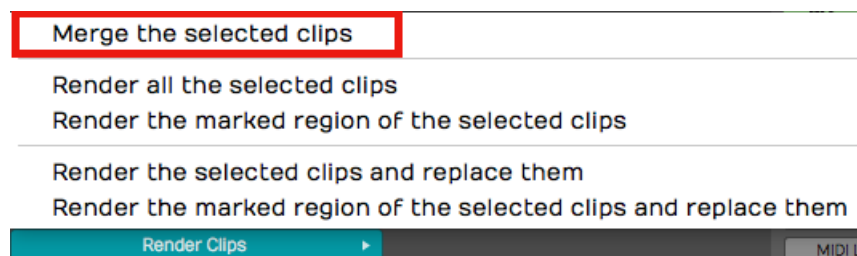 Merge the selected clips
Render all the selected clips
Render the marked region of the selected clips
Render the selected clips and replace them
Render the marked region of the selected clips and replace them
Render Clips
MIDI